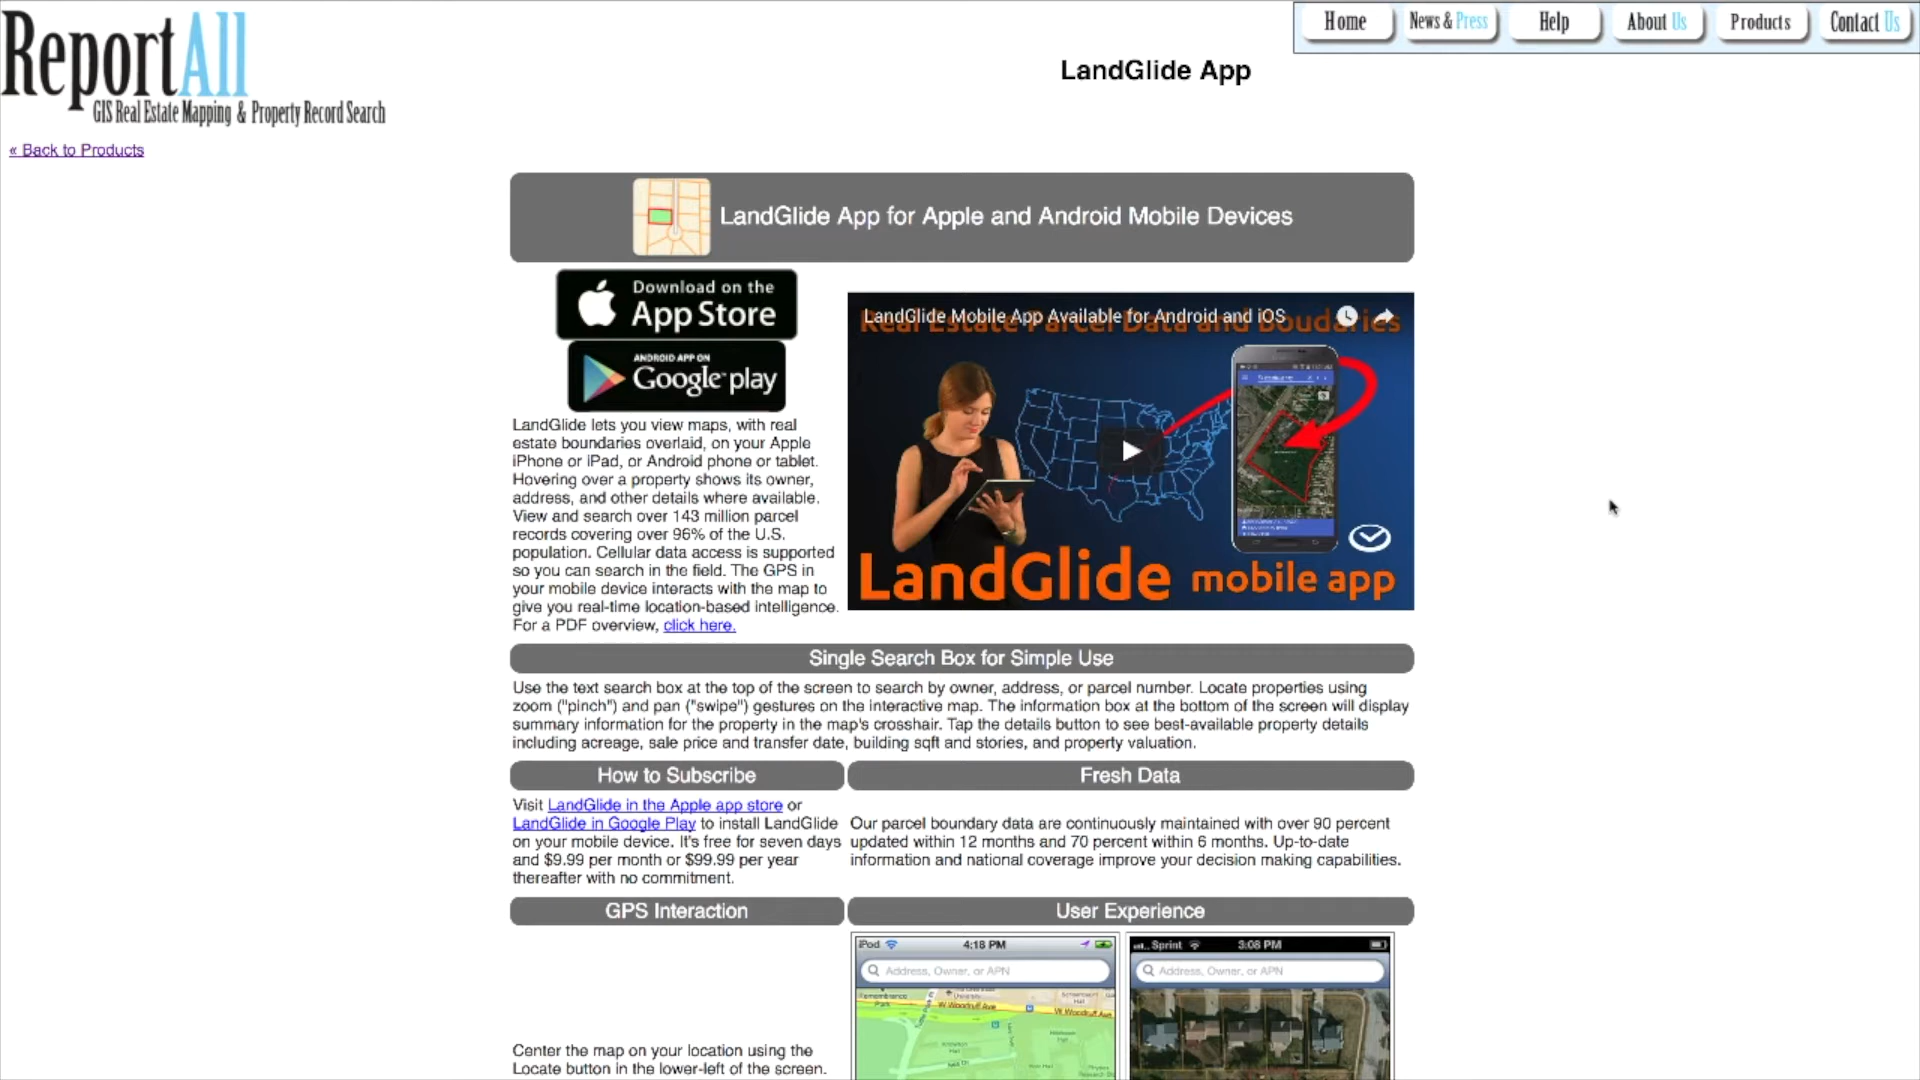 ReportAll
GIS Real Estate Mapping & Property Record Search
Home
News & Press
Help
About Us
Products
Contact Us
LandGlide App
« Back to Products
LandGlide App for Apple and Android Mobile Devices
Download on the
App Store
ANDROID APP ON
Google play
LandGlide lets you view maps, with real
estate boundaries overlaid, on your Apple
iPhone or iPad, or Android phone or tablet.
Hovering over a property shows its owner,
address, and other details where available.
View and search over 143 million parcel
records covering over 96% of the U.S.
population. Cellular data access is supported
so you can search in the field. The GPS in
your mobile device interacts with the map to
give you real-time location-based intelligence.
For a PDF overview, click here.
LandGlide Mobile App Available for Android and iOS
Real Estate Parcel Data and Boudaries
LandGlide mobile app
Single Search Box for Simple Use
Use the text search box at the top of the screen to search by owner, address, or parcel number. Locate properties using
zoom ("pinch") and pan ("swipe") gestures on the interactive map. The information box at the bottom of the screen will display
summary information for the property in the map's crosshair. Tap the details button to see best-available property details
including acreage, sale price and transfer date, building sqft and stories, and property valuation.
How to Subscribe
Visit LandGlide in the Apple app store or
LandGlide in Google Play to install LandGlide
on your mobile device. It's free for seven days
and $9.99 per month or $99.99 per year
thereafter with no commitment.
Fresh Data
Our parcel boundary data are continuously maintained with over 90 percent
updated within 12 months and 70 percent within 6 months. Up-to-date
information and national coverage improve your decision making capabilities.
GPS Interaction
Center the map on your location using the
Locate button in the lower-left of the screen.
User Experience
iPod 4:18 PM
Address, Owner, or APN
W Woodruff Ave
W Woodruff Ave
Sprint 3:08 PM
Address, Owner, or APN